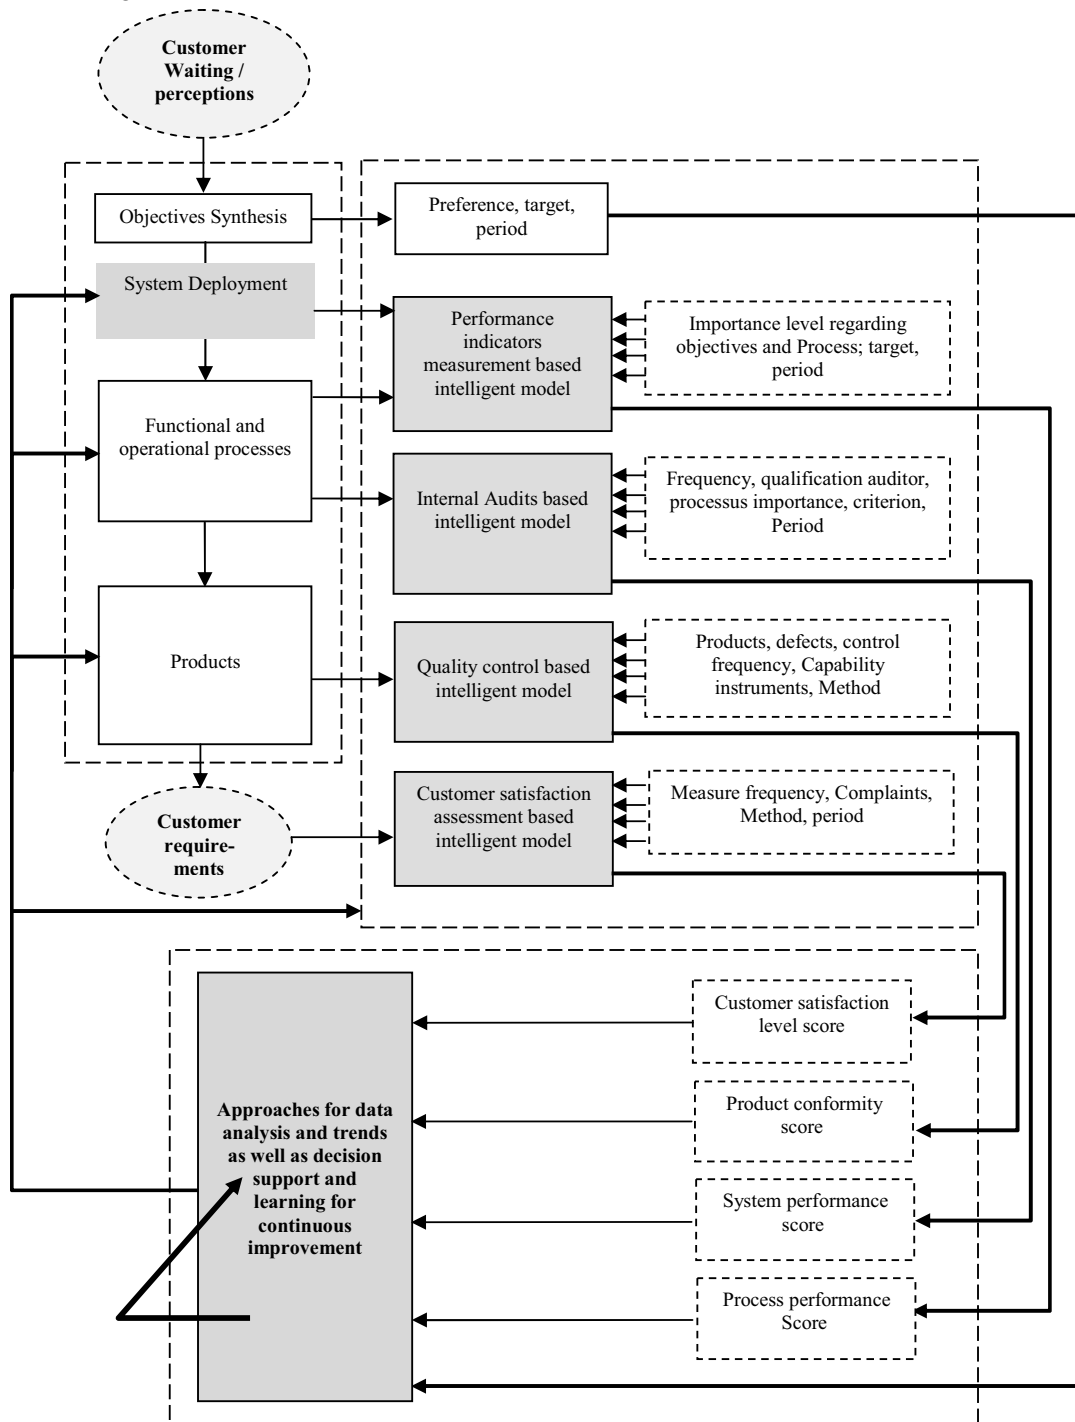 Customer
Waiting /
perceptions
Objectives Synthesis
Preference, target,
period
System Deployment
Performance
indicators
measurement based
intelligent model
Importance level regarding
objectives and Process; target,
period
Functional and
operational processes
Internal Audits based
intelligent model
Frequency, qualification auditor,
processus importance, criterion,
Period
Products
Quality control based
intelligent model
Products, defects, control
frequency, Capability
instruments, Method
Customer satisfaction
assessment based
intelligent model
Measure frequency, Complaints,
Method, period
Customer
require-
ments
Customer satisfaction
level score
Product conformity
score
System performance
score
Process performance
Score
Approaches for data
analysis and trends
as well as decision
support and
learning for
continuous
improvement